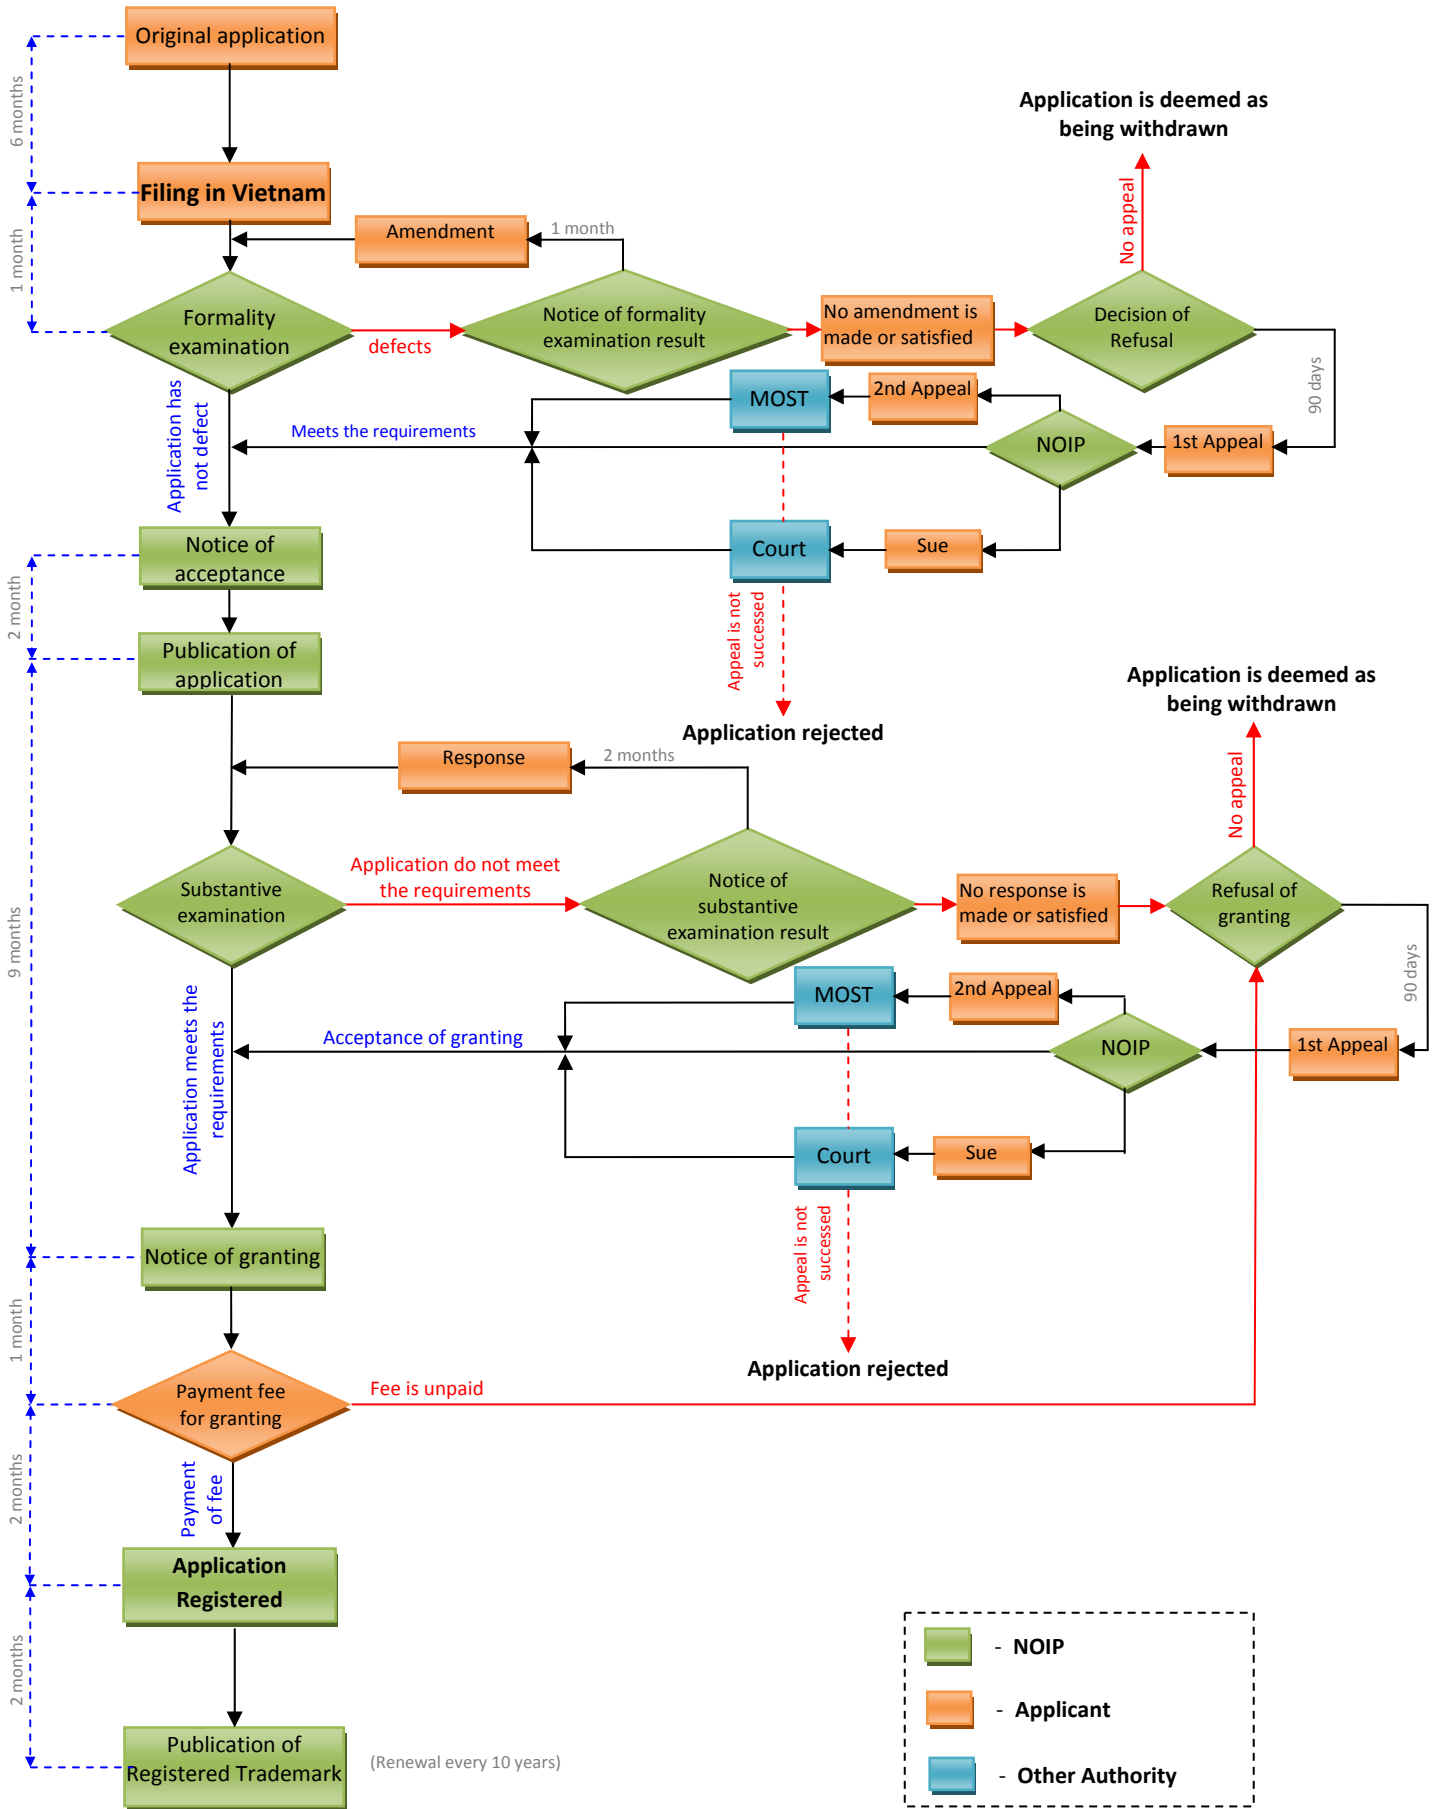 Original application
6 months
Application is deemed as
being withdrawn
Filing in Vietnam
No appeal
Amendment
1 month
1 month
Formality
examination
defects
Notice of formality
examination result
No amendment is
made or satisfied
Decision of
Refusal
90 days
Application has
not defect
MOST
2nd Appeal
Meets the requirements
NOIP
1st Appeal
Notice of
acceptance
Court
Sue
2 month
Appeal is not
successed
Publication of
application
Application is deemed as
being withdrawn
Application rejected
Response
2 months
No appeal
Substantive
examination
Application do not meet
the requirements
Notice of
substantive
examination result
No response is
made or satisfied
Refusal of
granting
9 months
90 days
MOST
2nd Appeal
Application meets the
requirements
Acceptance of granting
NOIP
1st Appeal
Court
Sue
Appeal is not
successed
Notice of granting
1 month
Application rejected
Payment fee
for granting
Fee is unpaid
2 months
Payment
of fee
Application
Registered
2 months
Publication of
Registered Trademark
(Renewal every 10 years)
- NOIP
- Applicant
- Other Authority